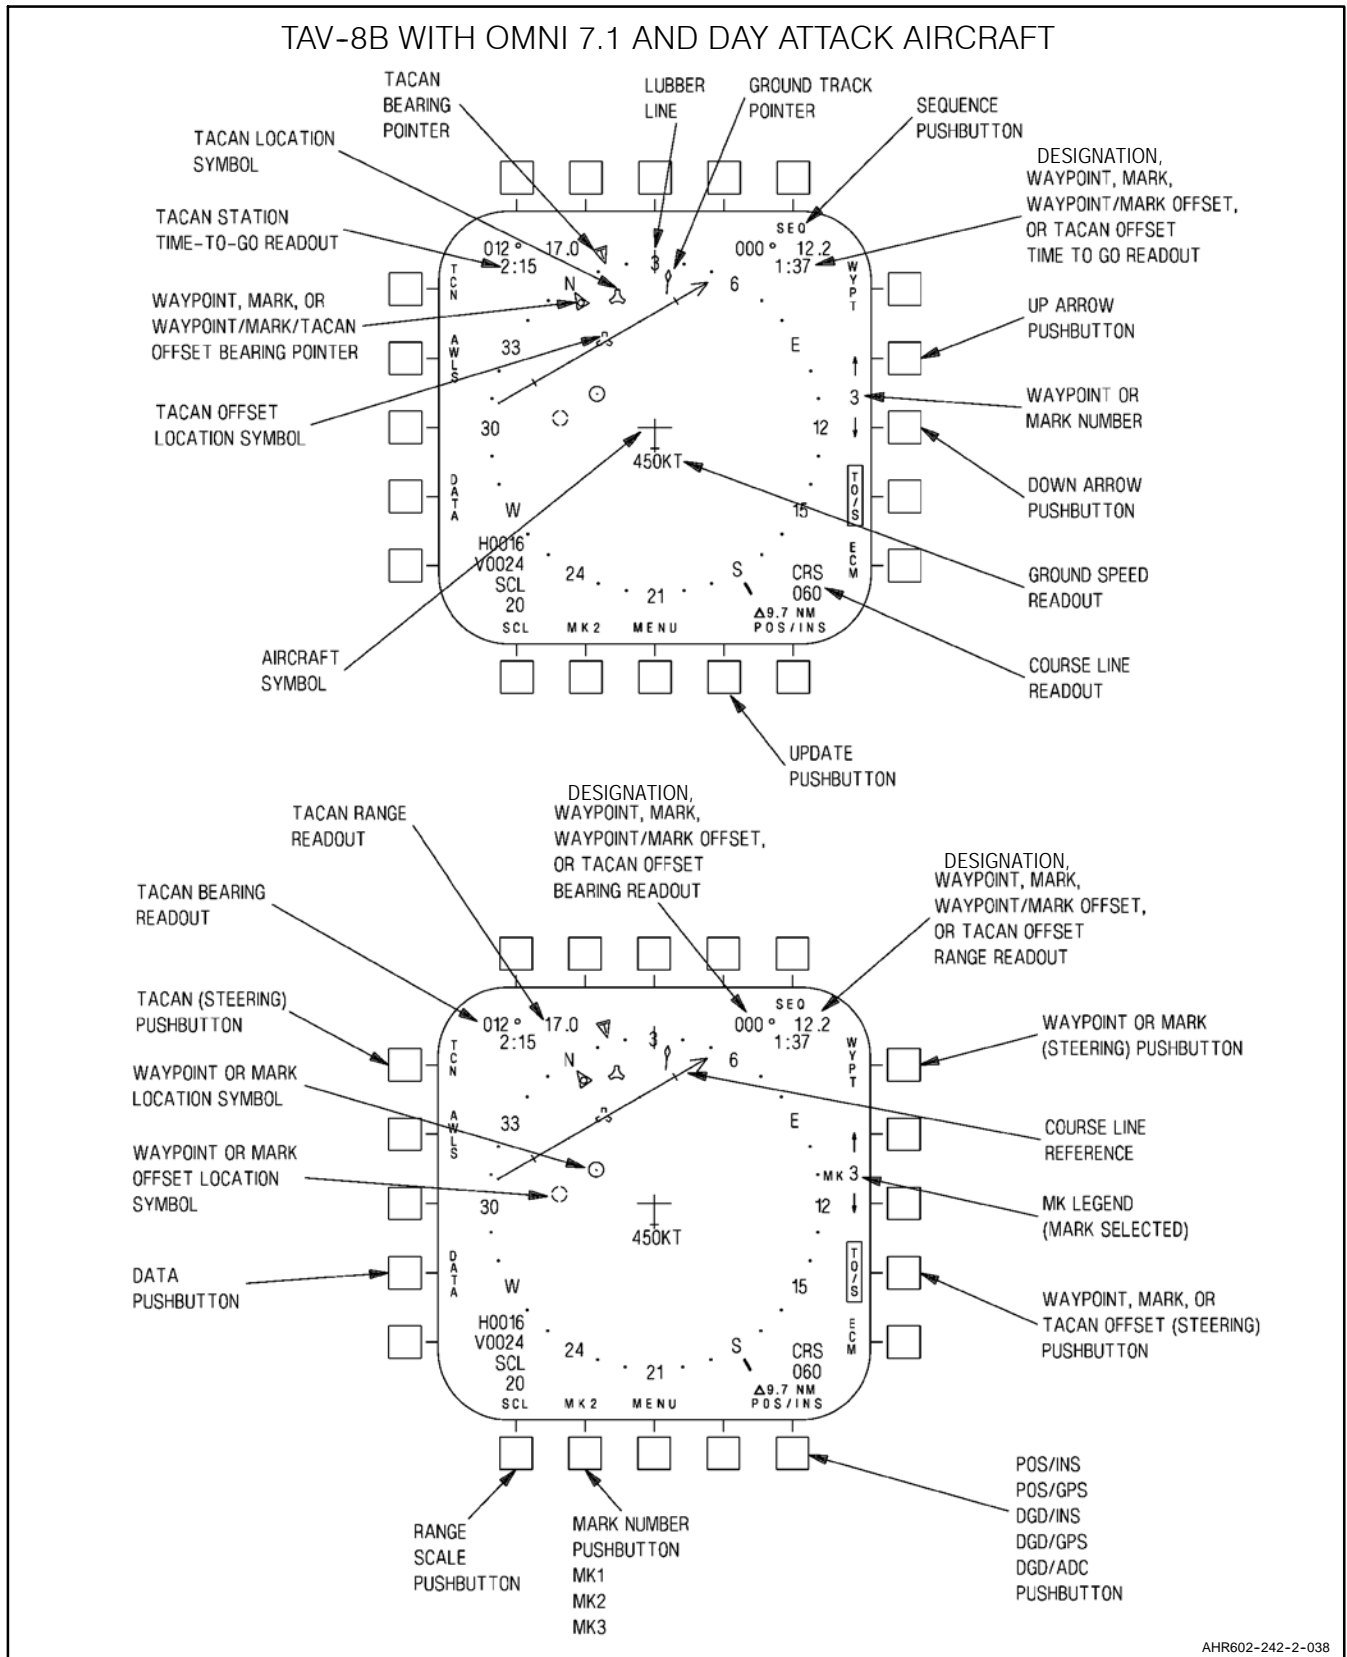 TAV-8B WITH OMNI 7.1 AND DAY ATTACK AIRCRAFT
TACAN
BEARING
POINTER
LUBBER
LINE
GROUND TRACK
POINTER
SEQUENCE
PUSHBUTTON
TACAN LOCATION
SYMBOL
DESIGNATION,
WAYPOINT, MARK,
WAYPOINT/MARK OFFSET,
OR TACAN OFFSET
TIME TO GO READOUT
TACAN STATION
TIME-TO-GO READOUT
WAYPOINT, MARK, OR
WAYPOINT/MARK/TACAN
OFFSET BEARING POINTER
TACAN OFFSET
LOCATION SYMBOL
UP ARROW
PUSHBUTTON
WAYPOINT OR
MARK NUMBER
DOWN ARROW
PUSHBUTTON
GROUND SPEED
READOUT
COURSE LINE
READOUT
AIRCRAFT
SYMBOL
UPDATE
PUSHBUTTON
SEQ
012° 17.0
2:15
000° 12.2
1:37
TCN
AWLS
DATA
WYPT
3
TO/S
ECM
N
3
6
33
E
30
12
450KT
W
15
H0016
V0024
SCL
20
24
21
S
CRS
060
Δ9.7 NM
SCL MK2 MENU POS/INS
TACAN RANGE
READOUT
DESIGNATION,
WAYPOINT, MARK,
WAYPOINT/MARK OFFSET,
OR TACAN OFFSET
BEARING READOUT
DESIGNATION,
WAYPOINT, MARK,
WAYPOINT/MARK OFFSET,
OR TACAN OFFSET
RANGE READOUT
TACAN BEARING
READOUT
TACAN (STEERING)
PUSHBUTTON
WAYPOINT OR MARK
LOCATION SYMBOL
WAYPOINT OR MARK
OFFSET LOCATION
SYMBOL
DATA
PUSHBUTTON
WAYPOINT OR MARK
(STEERING) PUSHBUTTON
COURSE LINE
REFERENCE
MK LEGEND
(MARK SELECTED)
WAYPOINT, MARK, OR
TACAN OFFSET (STEERING)
PUSHBUTTON
SEQ
012° 17.0
2:15
000° 12.2
1:37
TCN
AWLS
DATA
WYPT
MK 3
TO/S
ECM
N
3
6
33
E
30
12
450KT
W
15
H0016
V0024
SCL
20
24
21
S
CRS
060
Δ9.7 NM
SCL MK2 MENU POS/INS
RANGE
SCALE
PUSHBUTTON
MARK NUMBER
PUSHBUTTON
MK1
MK2
MK3
POS/INS
POS/GPS
DGD/INS
DGD/GPS
DGD/ADC
PUSHBUTTON
AHR602-242-2-038